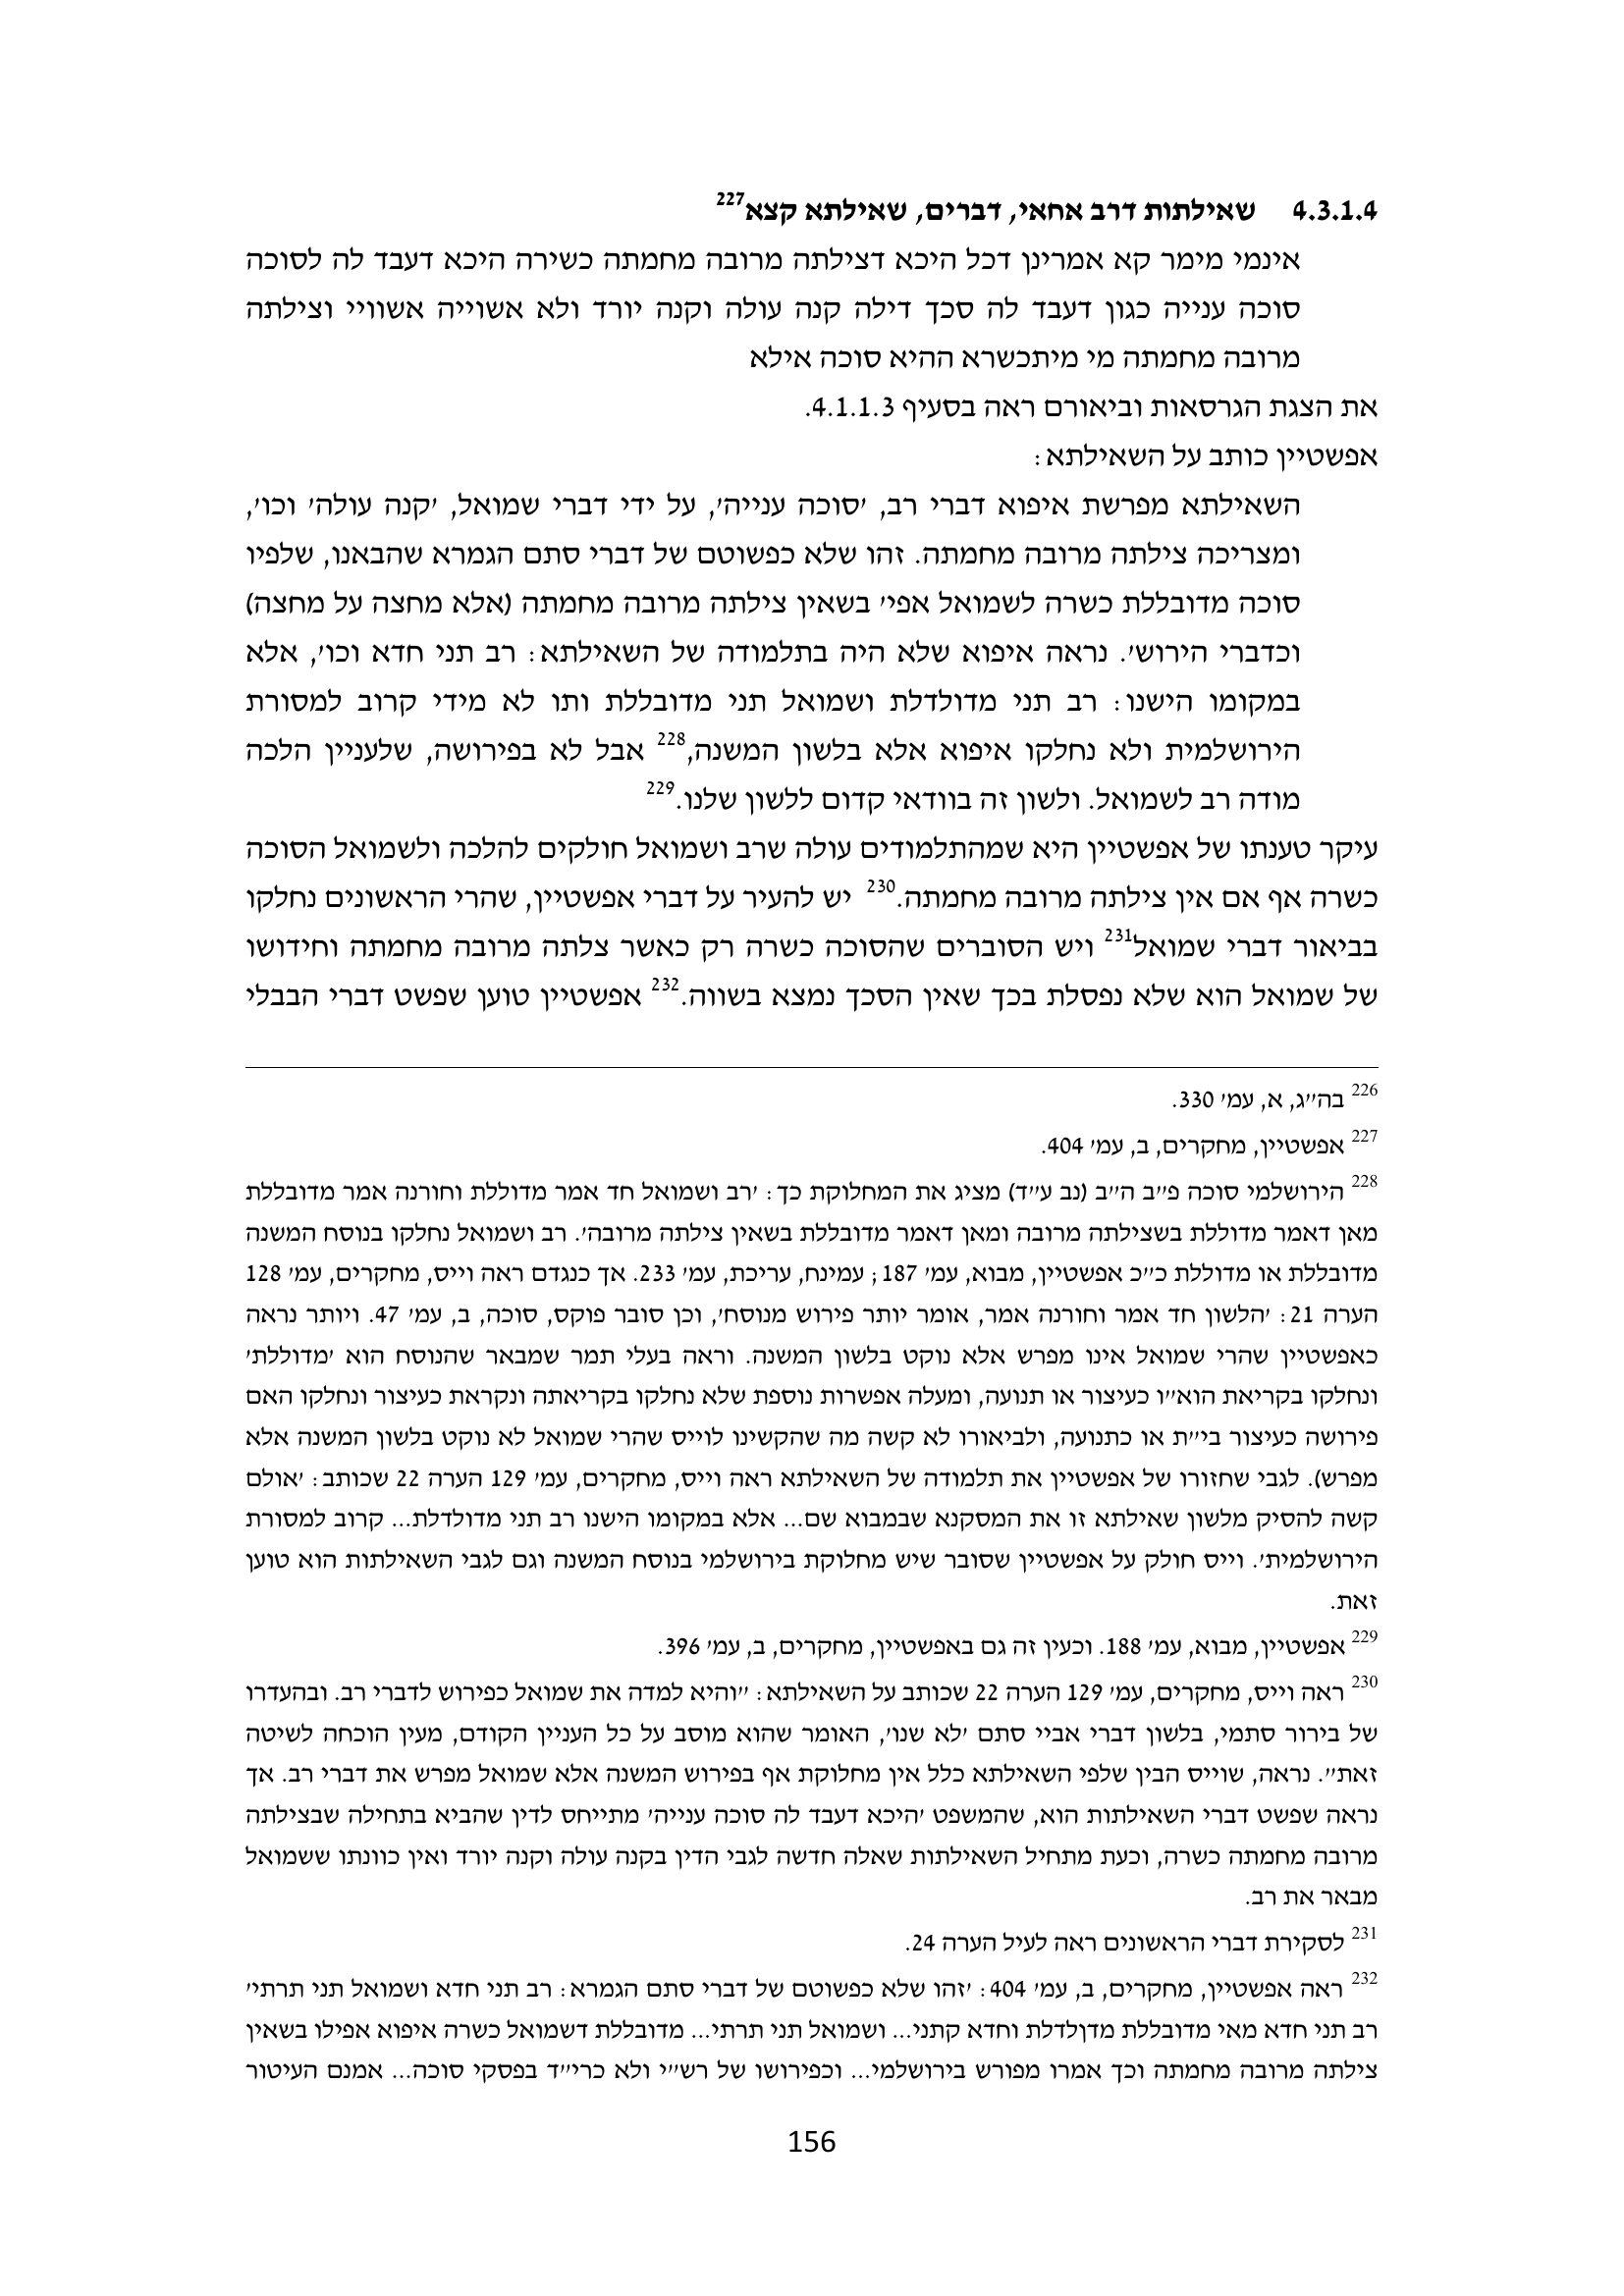 4.3.1.4 שאילתות דרב אחאי, דברים, שאילתא קצא227
אינמי מימר קא אמרינן דכל היכא דצילתה מרובה מחמתה כשירה היכא דעבד לה לסוכה
סוכה ענייה כגון דעבד לה סכך דילה קנה עולה וקנה יורד ולא אשוייה אשוויי וצילתה
מרובה מחמתה מי מיתכשרא ההיא סוכה אילא
את הצגת הגרסאות וביאורם ראה בסעיף 4.1.1.3.
אפשטיין כותב על השאילתא:
השאילתא מפרשת איפוא דברי רב, 'סוכה ענייה', על ידי דברי שמואל, 'קנה עולה' וכו',
ומצריכה צילתה מרובה מחמתה. זהו שלא כפשוטם של דברי סתם הגמרא שהבאנו, שלפיו
סוכה מדובללת כשרה לשמואל אפי' בשאין צילתה מרובה מחמתה (אלא מחצה על מחצה)
וכדברי הירוש'. נראה איפוא שלא היה בתלמודה של השאילתא: רב תני חדא וכו', אלא
במקומו הישנו: רב תני מדולדלת ושמואל תני מדובללת ותו לא מידי קרוב למסורת
הירושלמית ולא נחלקו איפוא אלא בלשון המשנה,228 אבל לא בפירושה, שלעניין הלכה
מודה רב לשמואל. ולשון זה בוודאי קדום ללשון שלנו.229
עיקר טענתו של אפשטיין היא שמהתלמודים עולה שרב ושמואל חולקים להלכה ולשמואל הסוכה
כשרה אף אם אין צילתה מרובה מחמתה.230 יש להעיר על דברי אפשטיין, שהרי הראשונים נחלקו
בביאור דברי שמואל231 ויש הסוברים שהסוכה כשרה רק כאשר צלתה מרובה מחמתה וחידושו
של שמואל הוא שלא נפסלת בכך שאין הסכך נמצא בשווה.232 אפשטיין טוען שפשט דברי הבבלי
226 בה"ג, א, עמ' 330.
227 אפשטיין, מחקרים, ב, עמ' 404.
228 הירושלמי סוכה פ"ב ה"ב (נב ע"ד) מציג את המחלוקת כך: 'רב ושמואל חד אמר מדוללת וחורנה אמר מדובללת
מאן דאמר מדוללת בשצילתה מרובה ומאן דאמר מדובללת בשאין צילתה מרובה'. רב ושמואל נחלקו בנוסח המשנה
מדובללת או מדוללת כ"כ אפשטיין, מבוא, עמ' 187; עמינח, עריכת, עמ' 233. אך כנגדם ראה וייס, מחקרים, עמ' 128
הערה 21: 'הלשון חד אמר וחורנה אמר, אומר יותר פירוש מנוסח', וכן סובר פוקס, סוכה, ב, עמ' 47. ויותר נראה
כאפשטיין שהרי שמואל אינו מפרש אלא נוקט בלשון המשנה. וראה בעלי תמר שמבאר שהנוסח הוא 'מדוללת'
ונחלקו בקריאת הוא"ו כעיצור או תנועה, ומעלה אפשרות נוספת שלא נחלקו בקריאתה ונקראת כעיצור ונחלקו האם
פירושה כעיצור בי"ת או כתנועה, ולביאורו לא קשה מה שהקשינו לוייס שהרי שמואל לא נוקט בלשון המשנה אלא
מפרש). לגבי שחזורו של אפשטיין את תלמודה של השאילתא ראה וייס, מחקרים, עמ' 129 הערה 22 שכותב: 'אולם
קשה להסיק מלשון שאילתא זו את המסקנא שבמבוא שם... אלא במקומו הישנו רב תני מדולדלת... קרוב למסורת
הירושלמית'. וייס חולק על אפשטיין שסובר שיש מחלוקת בירושלמי בנוסח המשנה וגם לגבי השאילתות הוא טוען
זאת.
229 אפשטיין, מבוא, עמ' 188. וכעין זה גם באפשטיין, מחקרים, ב, עמ' 396.
230 ראה וייס, מחקרים, עמ' 129 הערה 22 שכותב על השאילתא: "והיא למדה את שמואל כפירוש לדברי רב. ובהעדרו
של בירור סתמי, בלשון דברי אביי סתם 'לא שנו', האומר שהוא מוסב על כל העניין הקודם, מעין הוכחה לשיטה
זאת". נראה, שוייס הבין שלפי השאילתא כלל אין מחלוקת אף בפירוש המשנה אלא שמואל מפרש את דברי רב. אך
נראה שפשט דברי השאילתות הוא, שהמשפט 'היכא דעבד לה סוכה ענייה' מתייחס לדין שהביא בתחילה שבצילתה
מרובה מחמתה כשרה, וכעת מתחיל השאילתות שאלה חדשה לגבי הדין בקנה עולה וקנה יורד ואין כוונתו ששמואל
מבאר את רב.
231 לסקירת דברי הראשונים ראה לעיל הערה 24.
232 ראה אפשטיין, מחקרים, ב, עמ' 404: 'זהו שלא כפשוטם של דברי סתם הגמרא: רב תני חדא ושמואל תני תרתי'
רב תני חדא מאי מדובללת מדןלדלת וחדא קתני... ושמואל תני תרתי... מדובללת דשמואל כשרה איפוא אפילו בשאין
צילתה מרובה מחמתה וכך אמרו מפורש בירושלמי... וכפירושו של רש"י ולא כרי"ד בפסקי סוכה... אמנם העיטור
156